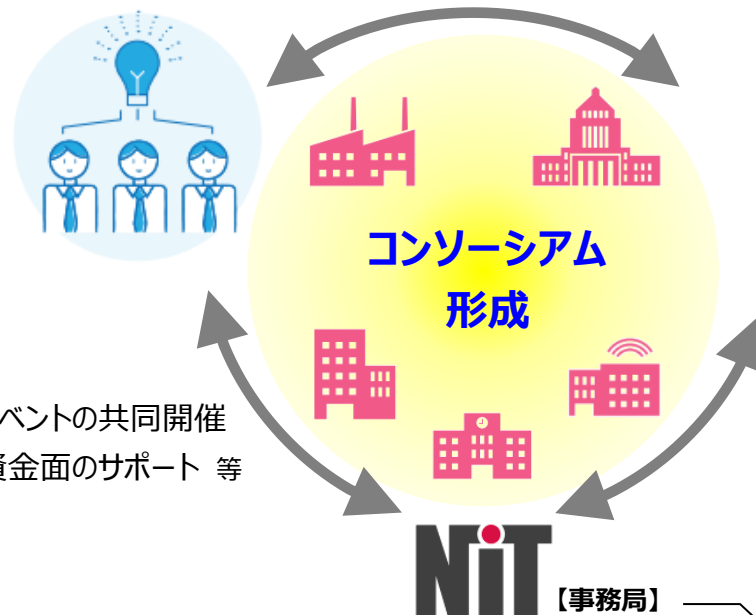 コンソーシアム
形成
ベントの共同開催
資金面のサポート 等
NiT
【事務局】